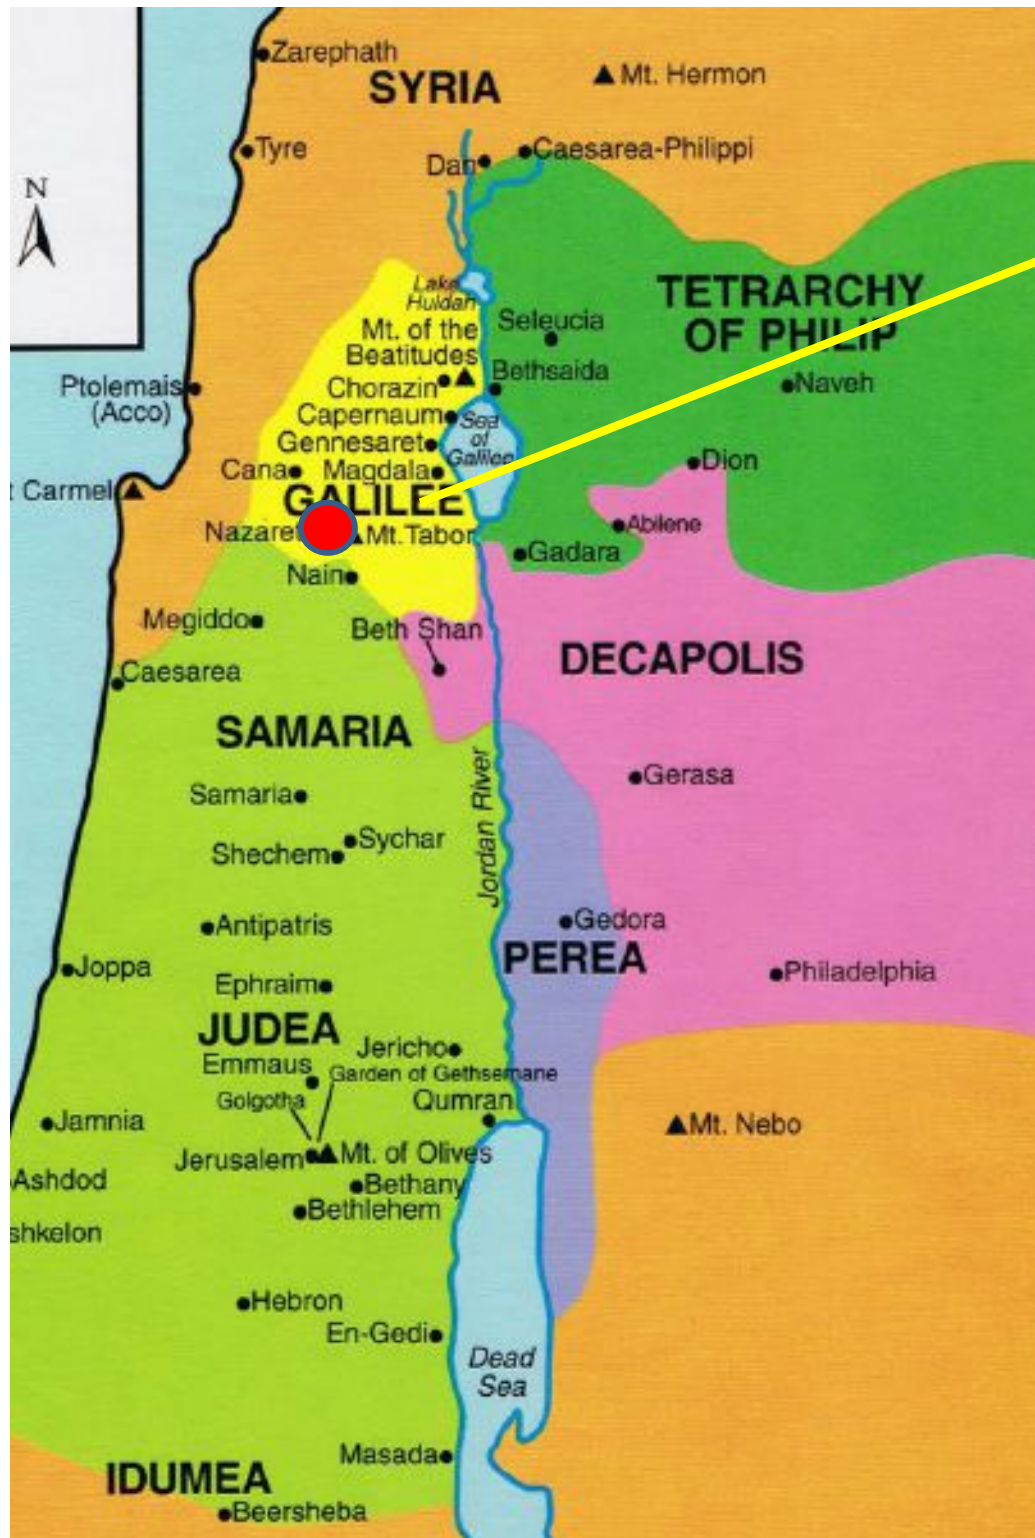 Zarephath
SYRIA
Mt. Hermon
Tyre
Dan
Caesarea-Philippi
N
Lake
Huldah
TETRARCHY
OF PHILIP
Mt. of the
Beatitudes
Seleucia
Ptolemais
(Acco)
Chorazin
Bethsaida
Naveh
Capernaum
Sea
of
Galilee
Gennesaret
Cana
Magdala
Dion
t Carmel
GALILEE
Abilene
Nazaret
Mt. Tabor
Gadara
Nain
Megiddo
Beth Shan
DECAPOLIS
Caesarea
SAMARIA
Jordan River
Gerasa
Samaria
Sychar
Shechem
Antipatris
Gedora
PEREA
Joppa
Philadelphia
Ephraim
JUDEA
Jericho
Emmaus
Garden of Gethsemane
Golgotha
Qumran
Jamnia
Mt. Nebo
Jerusalem
Mt. of Olives
Ashdod
Bethany
Bethlehem
shkelon
Hebron
En-Gedi
Dead
Sea
Masada
IDUMEA
Beersheba